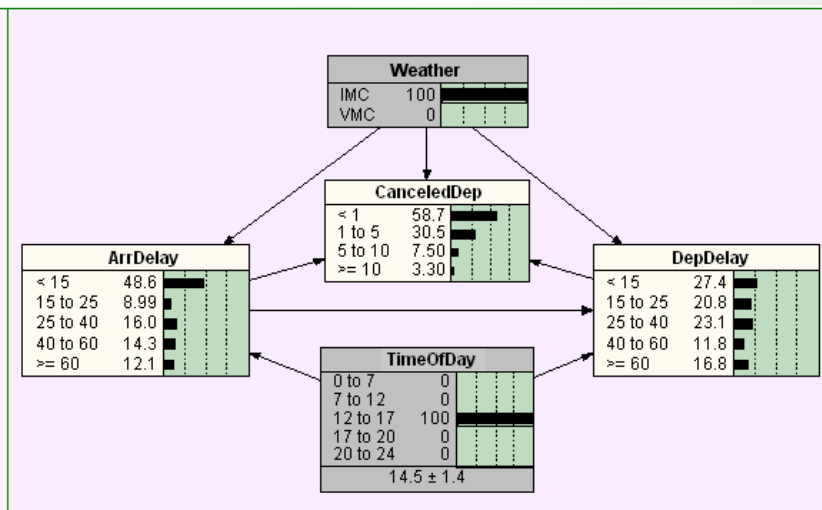 Weather
IMC 100
VMC 0
CanceledDep
< 1 58.7
1 to 5 30.5
5 to 10 7.50
>= 10 3.30
ArrDelay
< 15 48.6
15 to 25 8.99
25 to 40 16.0
40 to 60 14.3
>= 60 12.1
DepDelay
< 15 27.4
15 to 25 20.8
25 to 40 23.1
40 to 60 11.8
>= 60 16.8
TimeOfDay
0 to 7 0
7 to 12 0
12 to 17 100
17 to 20 0
20 to 24 0
14.5 ± 1.4